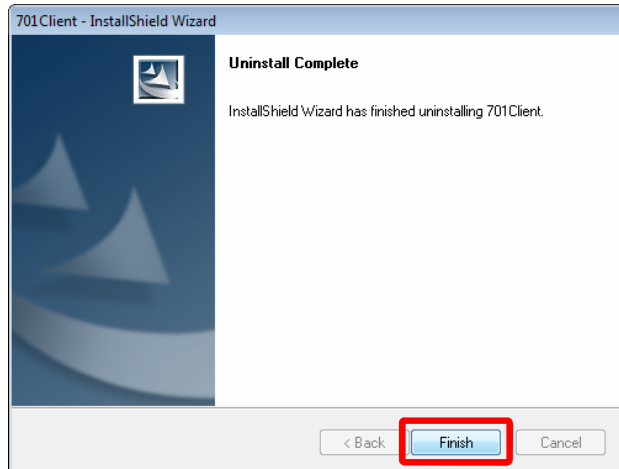 701Client - InstallShield Wizard
Uninstall Complete
InstallShield Wizard has finished uninstalling 701Client.
< Back
Finish
Cancel